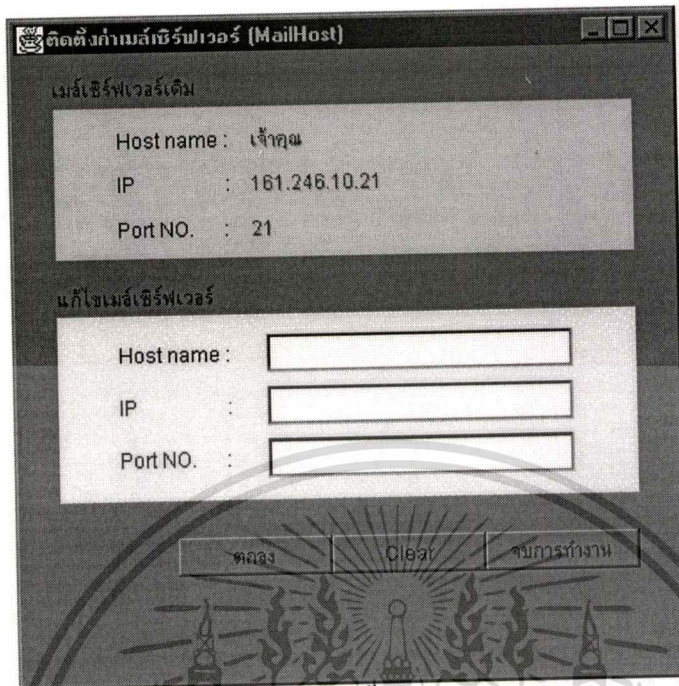 ติดตั้งค่าเมล์เซิร์ฟเวอร์ (MailHost)
เมล์เซิร์ฟเวอร์เดิม
Host name : เจ้าคุณ
IP : 161.246.10.21
Port NO. : 21
แก้ไขเมล์เซิร์ฟเวอร์
Host name :
IP :
Port NO. :
ตกลง Clear จบการทำงาน